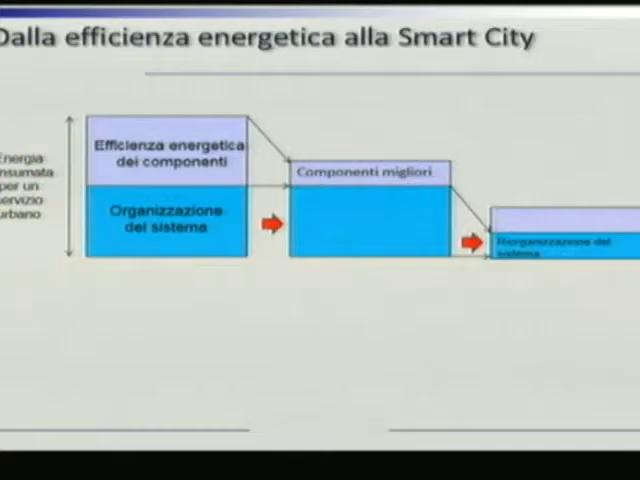 Dalla efficienza energetica alla Smart City
Energia
nsumata
per un
servizio
urbano
Efficienza energetica
dei componenti
Organizzazione
del sistema
Componenti migliori
Riorganizzazione del
sistema